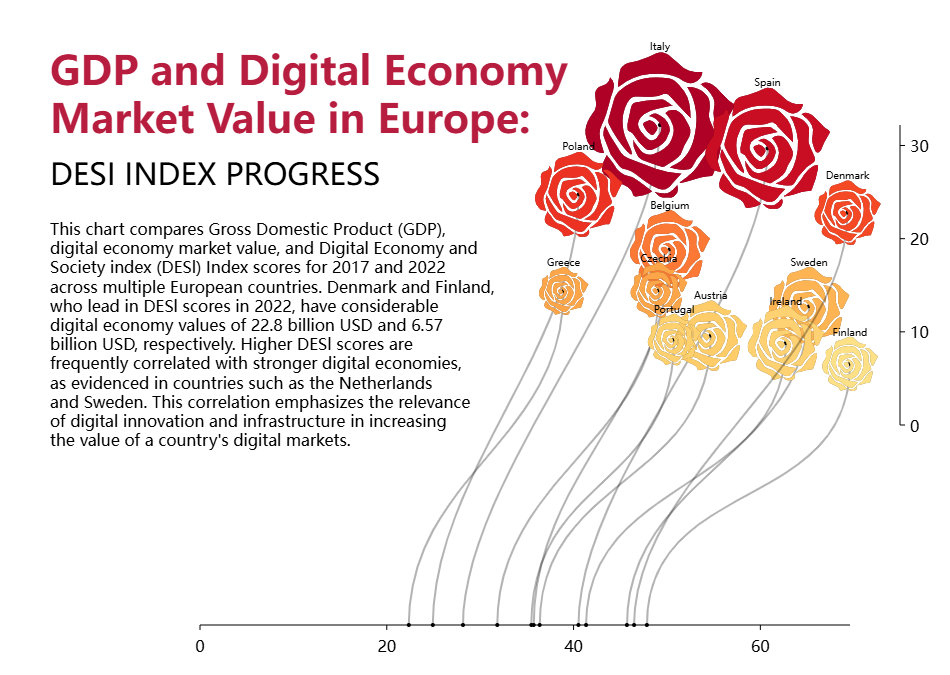 GDP and Digital Economy
Market Value in Europe:
DESI INDEX PROGRESS
This chart compares Gross Domestic Product (GDP),
digital economy market value, and Digital Economy and
Society index (DESl) Index scores for 2017 and 2022
across multiple European countries. Denmark and Finland,
who lead in DESl scores in 2022, have considerable
digital economy values of 22.8 billion USD and 6.57
billion USD, respectively. Higher DESl scores are
frequently correlated with stronger digital economies,
as evidenced in countries such as the Netherlands
and Sweden. This correlation emphasizes the relevance
of digital innovation and infrastructure in increasing
the value of a country's digital markets.
Italy
Spain
Poland
Denmark
Belgium
Greece
Czechia
Sweden
Austria
Ireland
Portugal
Finland
30
20
10
0
0
20
40
60